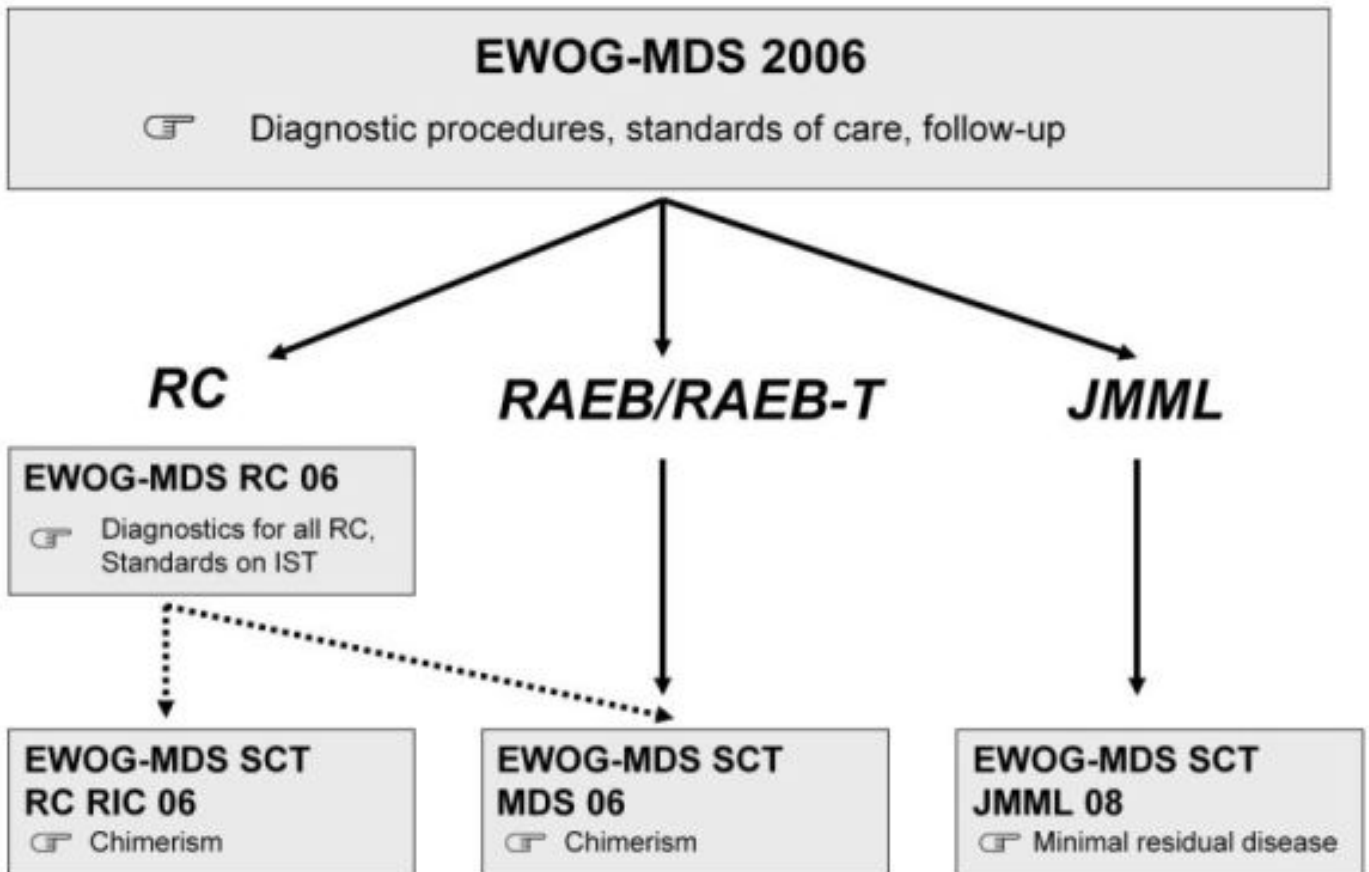 EWOG-MDS 2006
Diagnostic procedures, standards of care, follow-up
RC
RAEB/RAEB-T
JMML
EWOG-MDS RC 06
Diagnostics for all RC,
Standards on IST
EWOG-MDS SCT
RC RIC 06
Chimerism
EWOG-MDS SCT
MDS 06
Chimerism
EWOG-MDS SCT
JMML 08
Minimal residual disease